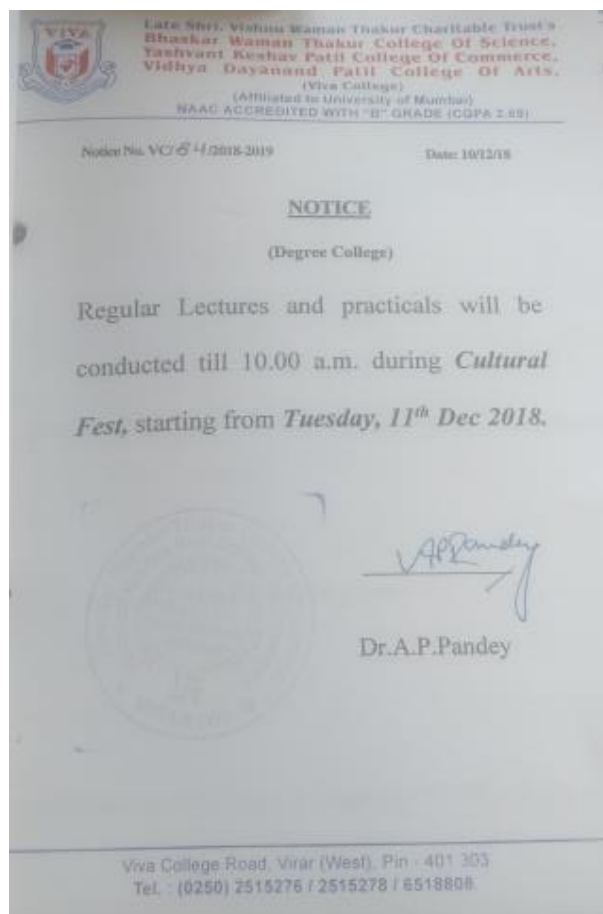 VIVA
Late Shri. Vishnu Waman Thakur Charitable Trust's
Bhaskar Waman Thakur College Of Science,
Yashvant Keshav Patil College Of Commerce,
Vidhya Dayanand Patil College Of Arts.
(Viva College)
(Affiliated to University of Mumbai)
NAAC ACCREDITED WITH "B" GRADE (CGPA 2.69)
Notice No. VC/64/2018-2019 Date: 10/12/18
NOTICE
(Degree College)
Regular Lectures and practicals will be
conducted till 10.00 a.m. during Cultural
Fest, starting from Tuesday, 11th Dec 2018.
APPandey
Dr.A.P.Pandey
Viva College Road, Virar (West), Pin - 401 303
Tel. : (0250) 2515276 / 2515278 / 6518808.